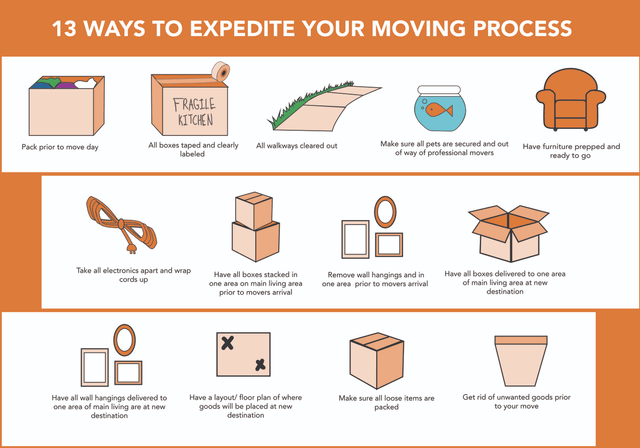 13 WAYS TO EXPEDITE YOUR MOVING PROCESS
Pack prior to move day
FRAGILE
KITCHEN
All boxes taped and clearly
labeled
All walkways cleared out
Make sure all pets are secured and out
of way of professional movers
Have furniture prepped and
ready to go
Take all electronics apart and wrap
cords up
Have all boxes stacked in
one area on main living area
prior to movers arrival
Remove wall hangings and in
one area prior to movers arrival
Have all boxes delivered to one area
of main living area at new
destination
Have all wall hangings delivered to
one area of main living are at new
destination
Have a layout/ floor plan of where
goods will be placed at new
destination
Make sure all loose items are
packed
Get rid of unwanted goods prior
to your move